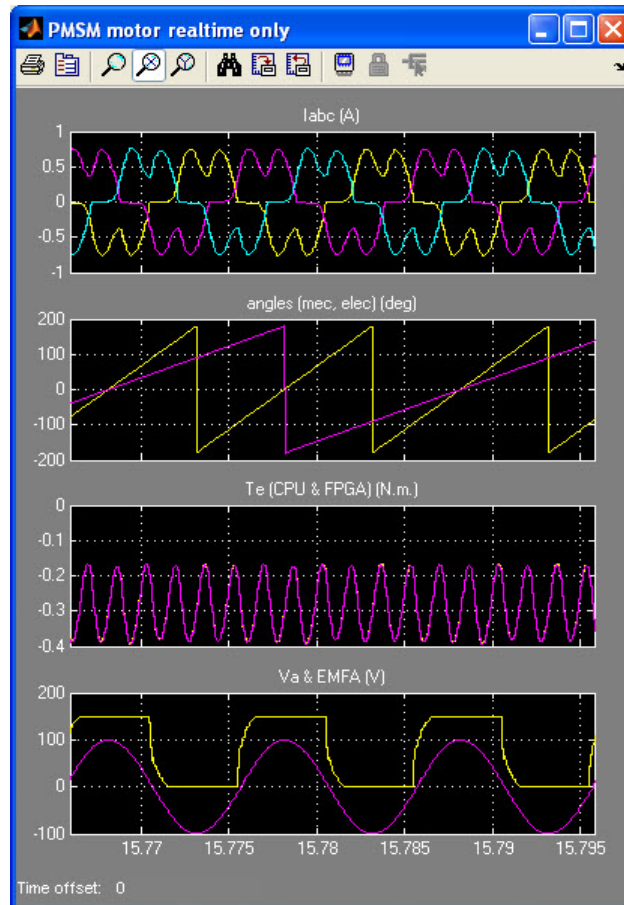 PMSM motor realtime only
Iabc (A)
1
0.5
0
-0.5
-1
angles (mec, elec) (deg)
200
100
0
-100
-200
Te (CPU & FPGA) (N.m.)
0
-0.1
-0.2
-0.3
-0.4
Va & EMFA (V)
200
100
0
-100
15.77 15.775 15.78 15.785 15.79 15.795
Time offset: 0